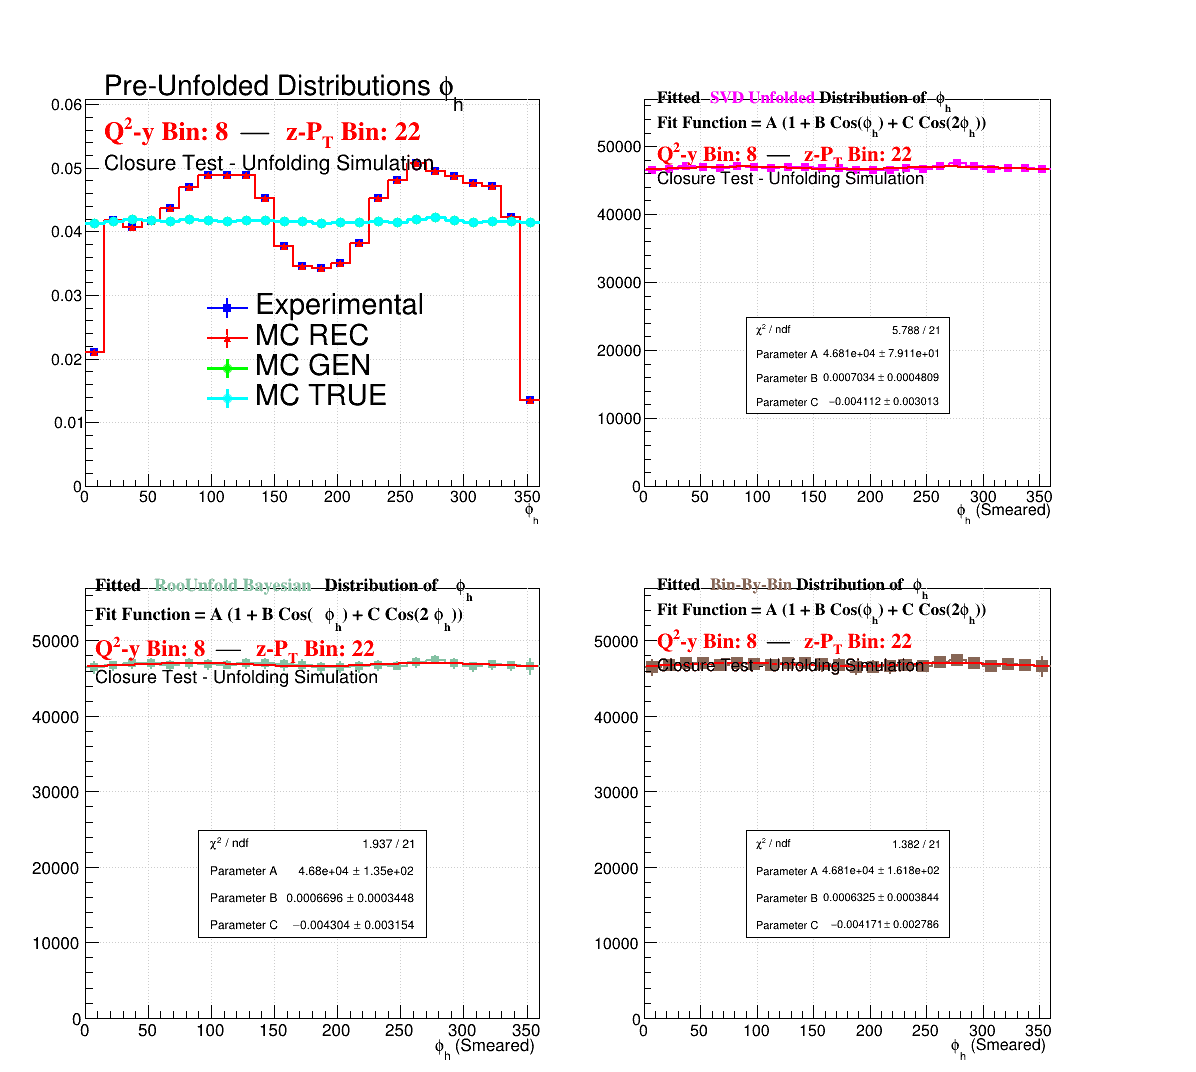 Pre-Unfolded Distributions ϕh
Q2-y Bin: 8 — z-PT Bin: 22
Closure Test - Unfolding Simulation
0.06
0.05
0.04
0.03
0.02
0.01
0
Experimental
MC REC
MC GEN
MC TRUE
0 50 100 150 200 250 300 350
ϕh
Fitted SVD Unfolded Distribution of ϕh
Fit Function = A (1 + B Cos(ϕh) + C Cos(2ϕh))
Q2-y Bin: 8 — z-PT Bin: 22
Closure Test - Unfolding Simulation
50000
40000
30000
20000
10000
0
χ2 / ndf 5.788 / 21
Parameter A 4.681e+04 ± 7.911e+01
Parameter B 0.0007034 ± 0.0004809
Parameter C −0.004112 ± 0.003013
0 50 100 150 200 250 300 350
ϕh (Smeared)
Fitted RooUnfold Bayesian Distribution of ϕh
Fit Function = A (1 + B Cos( ϕh) + C Cos(2 ϕh))
Q2-y Bin: 8 — z-PT Bin: 22
Closure Test - Unfolding Simulation
50000
40000
30000
20000
10000
0
χ2 / ndf 1.937 / 21
Parameter A 4.68e+04 ± 1.35e+02
Parameter B 0.0006696 ± 0.0003448
Parameter C −0.004304 ± 0.003154
0 50 100 150 200 250 300 350
ϕh (Smeared)
Fitted Bin-By-Bin Distribution of ϕh
Fit Function = A (1 + B Cos(ϕh) + C Cos(2ϕh))
Q2-y Bin: 8 — z-PT Bin: 22
Closure Test - Unfolding Simulation
50000
40000
30000
20000
10000
0
χ2 / ndf 1.382 / 21
Parameter A 4.681e+04 ± 1.618e+02
Parameter B 0.0006325 ± 0.0003844
Parameter C −0.004171 ± 0.002786
0 50 100 150 200 250 300 350
ϕh (Smeared)